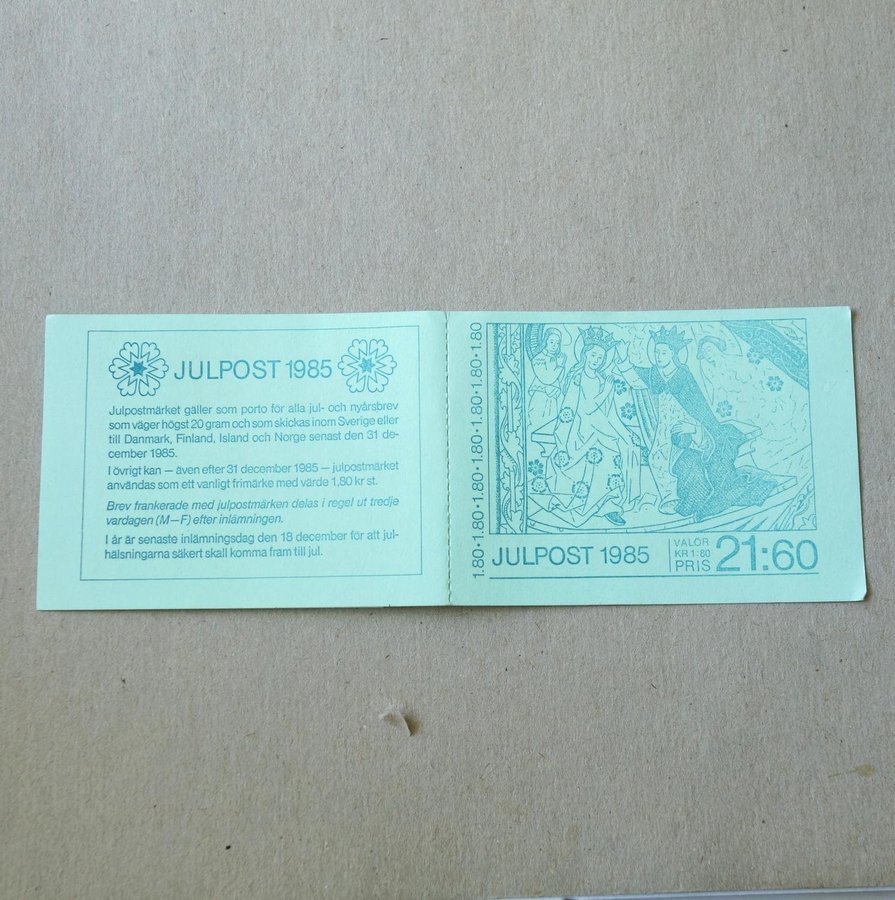 JULPOST 1985
Julpostmärket gäller som porto för alla jul- och nyårsbrev
som väger högst 20 gram och som skickas inom Sverige eller
till Danmark, Finland, Island och Norge senast den 31 de-
cember 1985.
I övrigt kan — även efter 31 december 1985 — julpostmärket
användas som ett vanligt frimärke med värde 1,80 kr st.
Brev frankerade med julpostmärken delas i regel ut tredje
vardagen (M—F) efter inlämningen.
I år är senaste inlämningsdag den 18 december för att jul-
hälsningarna säkert skall komma fram till jul.
1.80·1.80·1.80·1.80·1.80·1.80·1.80
JULPOST 1985
VALÖR
KR 1:80
PRIS
21:60